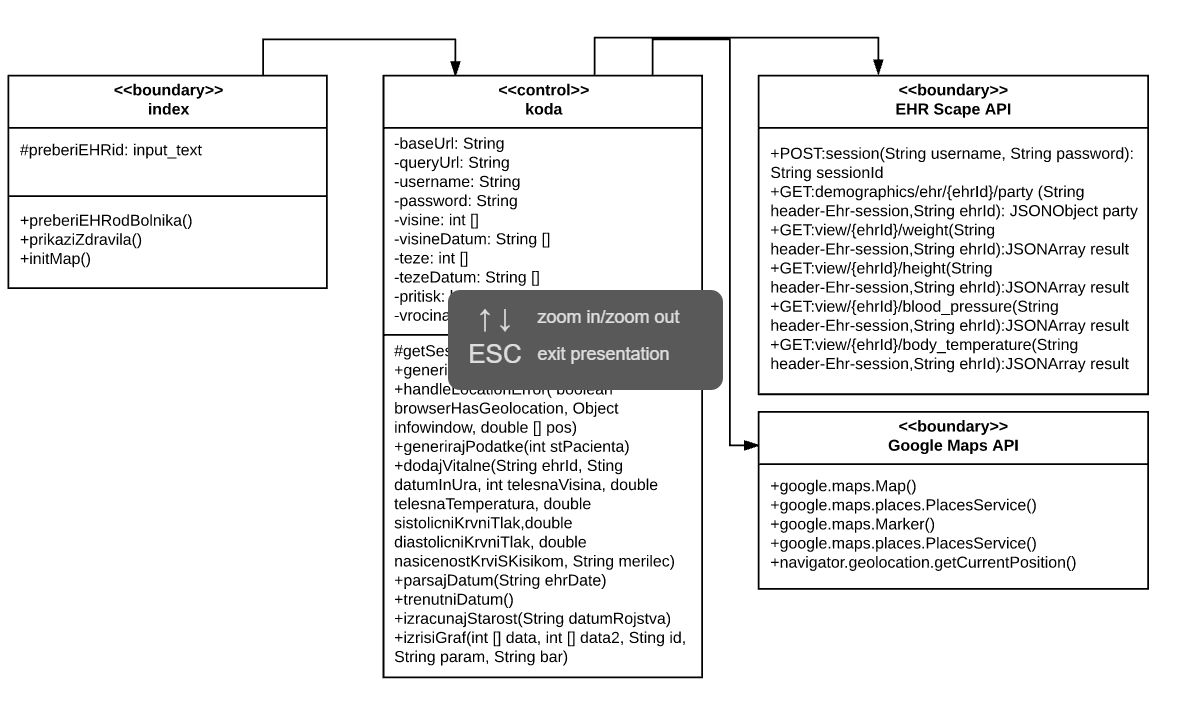 <<boundary>>
index
#preberiEHRid: input_text
+preberiEHRodBolnika()
+prikaziZdravila()
+initMap()
<<control>>
koda
-baseUrl: String
-queryUrl: String
-username: String
-password: String
-visine: int []
-visineDatum: String []
-teze: int []
-tezeDatum: String []
-pritisk:
-vrocina
#getSes
+generi
+handleLocationError( boolean
browserHasGeolocation, Object
infowindow, double [] pos)
+generirajPodatke(int stPacienta)
+dodajVitalne(String ehrId, Sting
datumInUra, int telesnaVisina, double
telesnaTemperatura, double
sistolicniKrvniTlak,double
diastolicniKrvniTlak, double
nasicenostKrviSKisikom, String merilec)
+parsajDatum(String ehrDate)
+trenutniDatum()
+izracunajStarost(String datumRojstva)
+izrisiGraf(int [] data, int [] data2, Sting id,
String param, String bar)
↑↓ zoom in/zoom out
ESC exit presentation
<<boundary>>
EHR Scape API
+POST:session(String username, String password):
String sessionId
+GET:demographics/ehr/{ehrId}/party (String
header-Ehr-session,String ehrId): JSONObject party
+GET:view/{ehrId}/weight(String
header-Ehr-session,String ehrId):JSONArray result
+GET:view/{ehrId}/height(String
header-Ehr-session,String ehrId):JSONArray result
+GET:view/{ehrId}/blood_pressure(String
header-Ehr-session,String ehrId):JSONArray result
+GET:view/{ehrId}/body_temperature(String
header-Ehr-session,String ehrId):JSONArray result
<<boundary>>
Google Maps API
+google.maps.Map()
+google.maps.places.PlacesService()
+google.maps.Marker()
+google.maps.places.PlacesService()
+navigator.geolocation.getCurrentPosition()